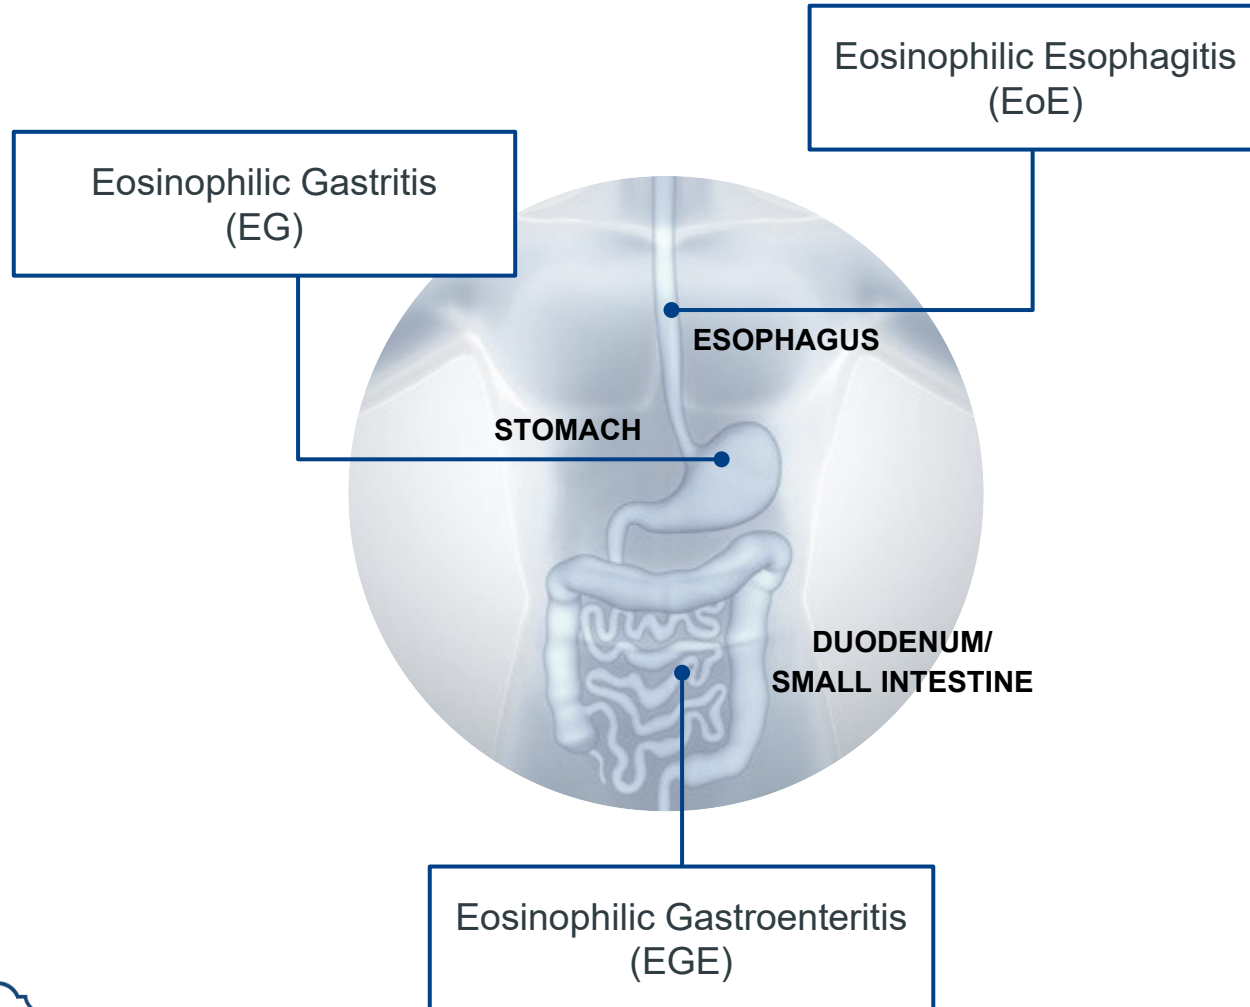 Eosinophilic Esophagitis
(EoE)
Eosinophilic Gastritis
(EG)
ESOPHAGUS
STOMACH
DUODENUM/
SMALL INTESTINE
Eosinophilic Gastroenteritis
(EGE)